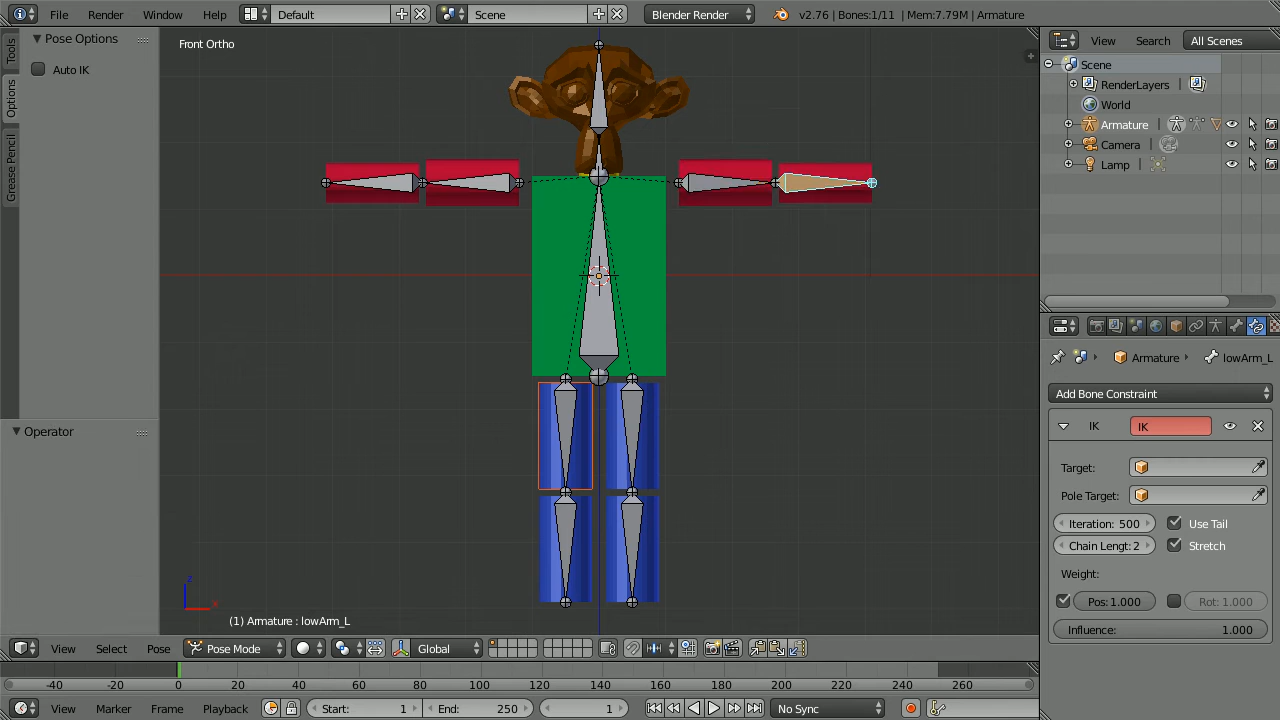 File Render Window Help Default Scene Blender Render v2.76 | Bones:1/11 | Mem:7.79M | Armature
Pose Options
Auto IK
Tools
Options
Grease Pencil
Operator
Front Ortho
z
x
(1) Armature : lowArm_L
View Search All Scenes
Scene
RenderLayers
World
Armature
Camera
Lamp
Armature lowArm_L
Add Bone Constraint
IK IK
Target:
Pole Target:
Iteration: 500 Use Tail
Chain Lengt: 2 Stretch
Weight:
Pos: 1.000 Rot: 1.000
Influence: 1.000
View Select Pose Pose Mode Global
-40 -20 0 20 40 60 80 100 120 140 160 180 200 220 240 260
View Marker Frame Playback Start: 1 End: 250 1 No Sync